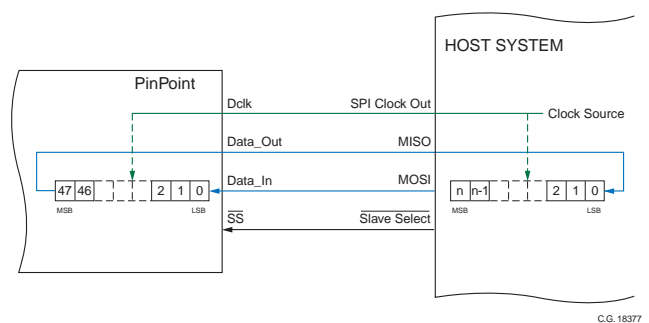 HOST SYSTEM
PinPoint
Dclk SPI Clock Out
Clock Source
Data_Out MISO
Data_In MOSI
47 46 2 1 0
n n-1 2 1 0
MSB LSB
MSB LSB
SS Slave Select
C.G. 18377